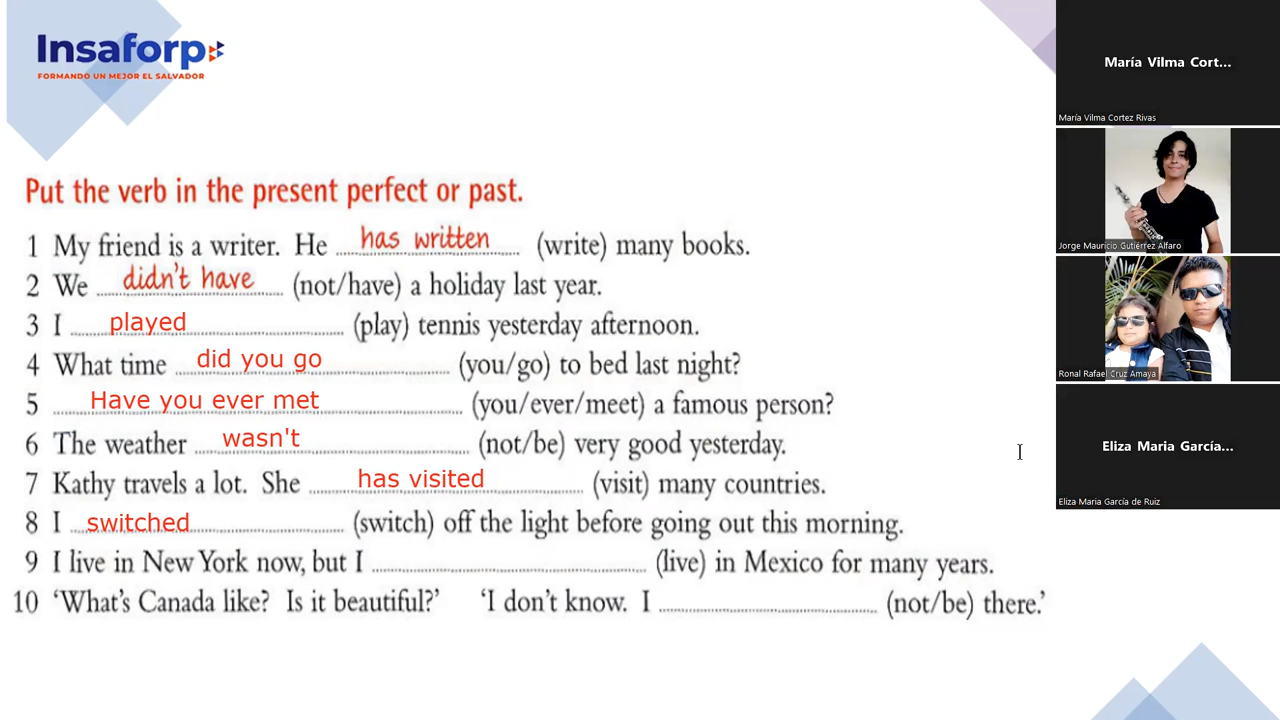 Insaforp
FORMANDO UN MEJOR EL SALVADOR
Put the verb in the present perfect or past.
1 My friend is a writer. He has written (write) many books.
2 We didn't have (not/have) a holiday last year.
3 I played (play) tennis yesterday afternoon.
4 What time did you go (you/go) to bed last night?
5 Have you ever met (you/ever/meet) a famous person?
6 The weather wasn't (not/be) very good yesterday.
7 Kathy travels a lot. She has visited (visit) many countries.
8 I switched (switch) off the light before going out this morning.
9 I live in New York now, but I (live) in Mexico for many years.
10 ‘What's Canada like? Is it beautiful?’ ‘I don't know. I (not/be) there.’
María Vilma Cort...
María Vilma Cortez Rivas
Jorge Mauricio Gutiérrez Alfaro
Ronal Rafael Cruz Amaya
Eliza Maria García...
Eliza Maria García de Ruiz